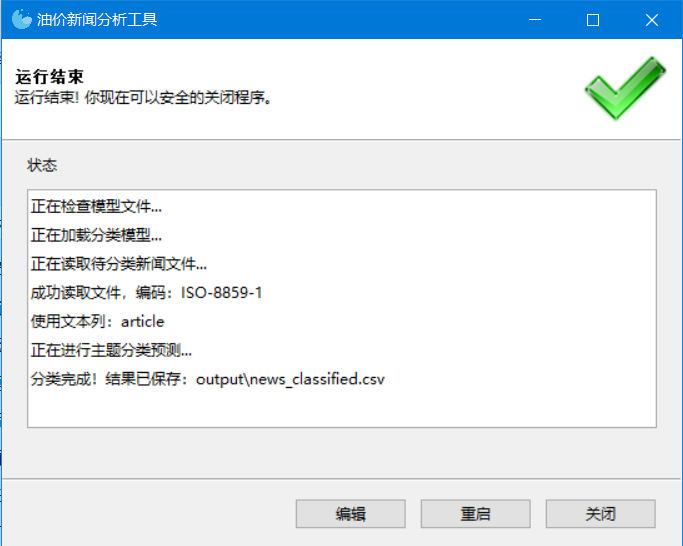 油价新闻分析工具
运行结束
运行结束! 你现在可以安全的关闭程序。
状态
正在检查模型文件...
正在加载分类模型...
正在读取待分类新闻文件...
成功读取文件，编码：ISO-8859-1
使用文本列：article
正在进行主题分类预测...
分类完成！结果已保存：output\news_classified.csv
编辑
重启
关闭